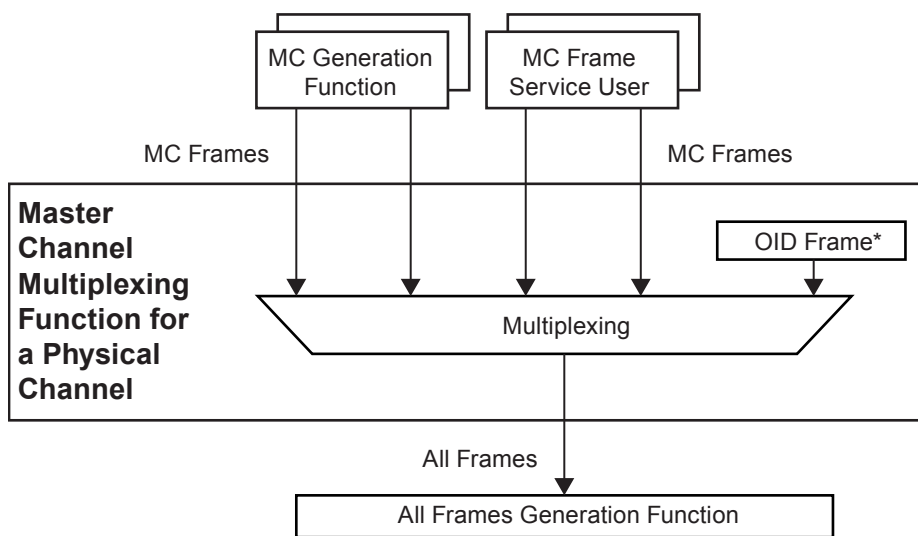 MC Generation
Function
MC Frame
Service User
MC Frames
MC Frames
Master
Channel
Multiplexing
Function for
a Physical
Channel
OID Frame*
Multiplexing
All Frames
All Frames Generation Function